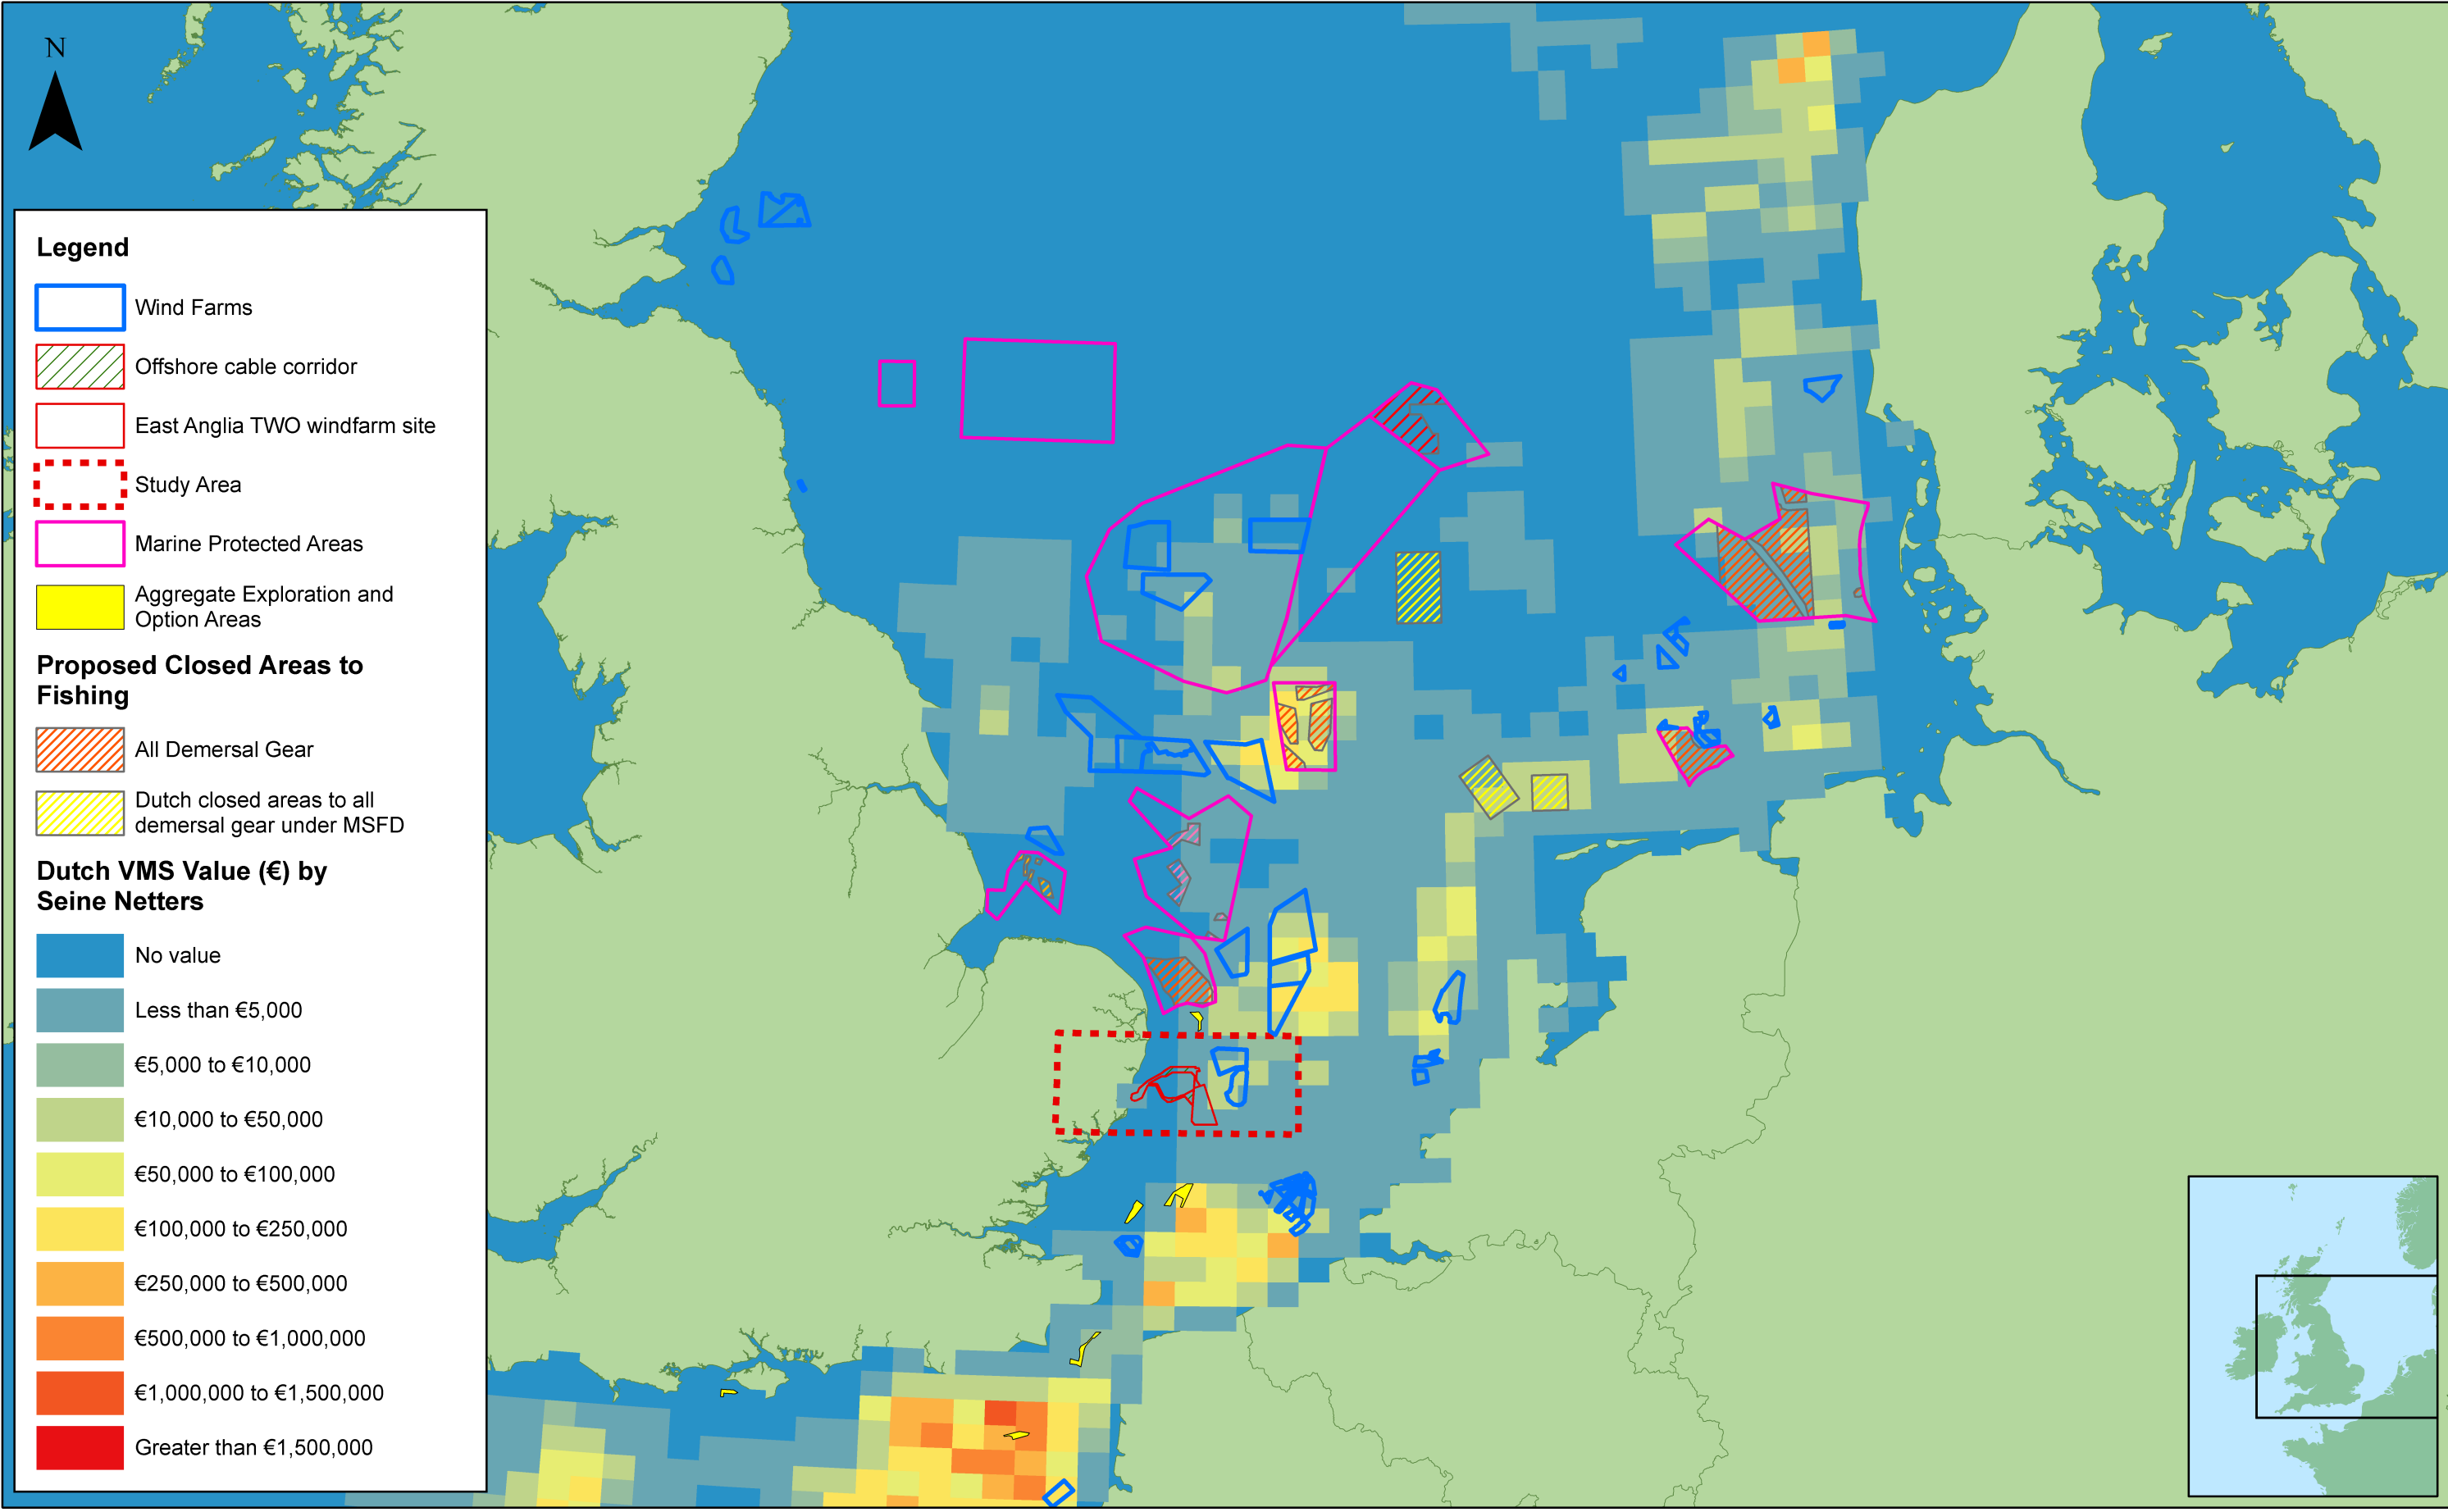 N
Legend
Wind Farms
Offshore cable corridor
East Anglia TWO windfarm site
Study Area
Marine Protected Areas
Aggregate Exploration and
Option Areas
Proposed Closed Areas to
Fishing
All Demersal Gear
Dutch closed areas to all
demersal gear under MSFD
Dutch VMS Value (€) by
Seine Netters
No value
Less than €5,000
€5,000 to €10,000
€10,000 to €50,000
€50,000 to €100,000
€100,000 to €250,000
€250,000 to €500,000
€500,000 to €1,000,000
€1,000,000 to €1,500,000
Greater than €1,500,000